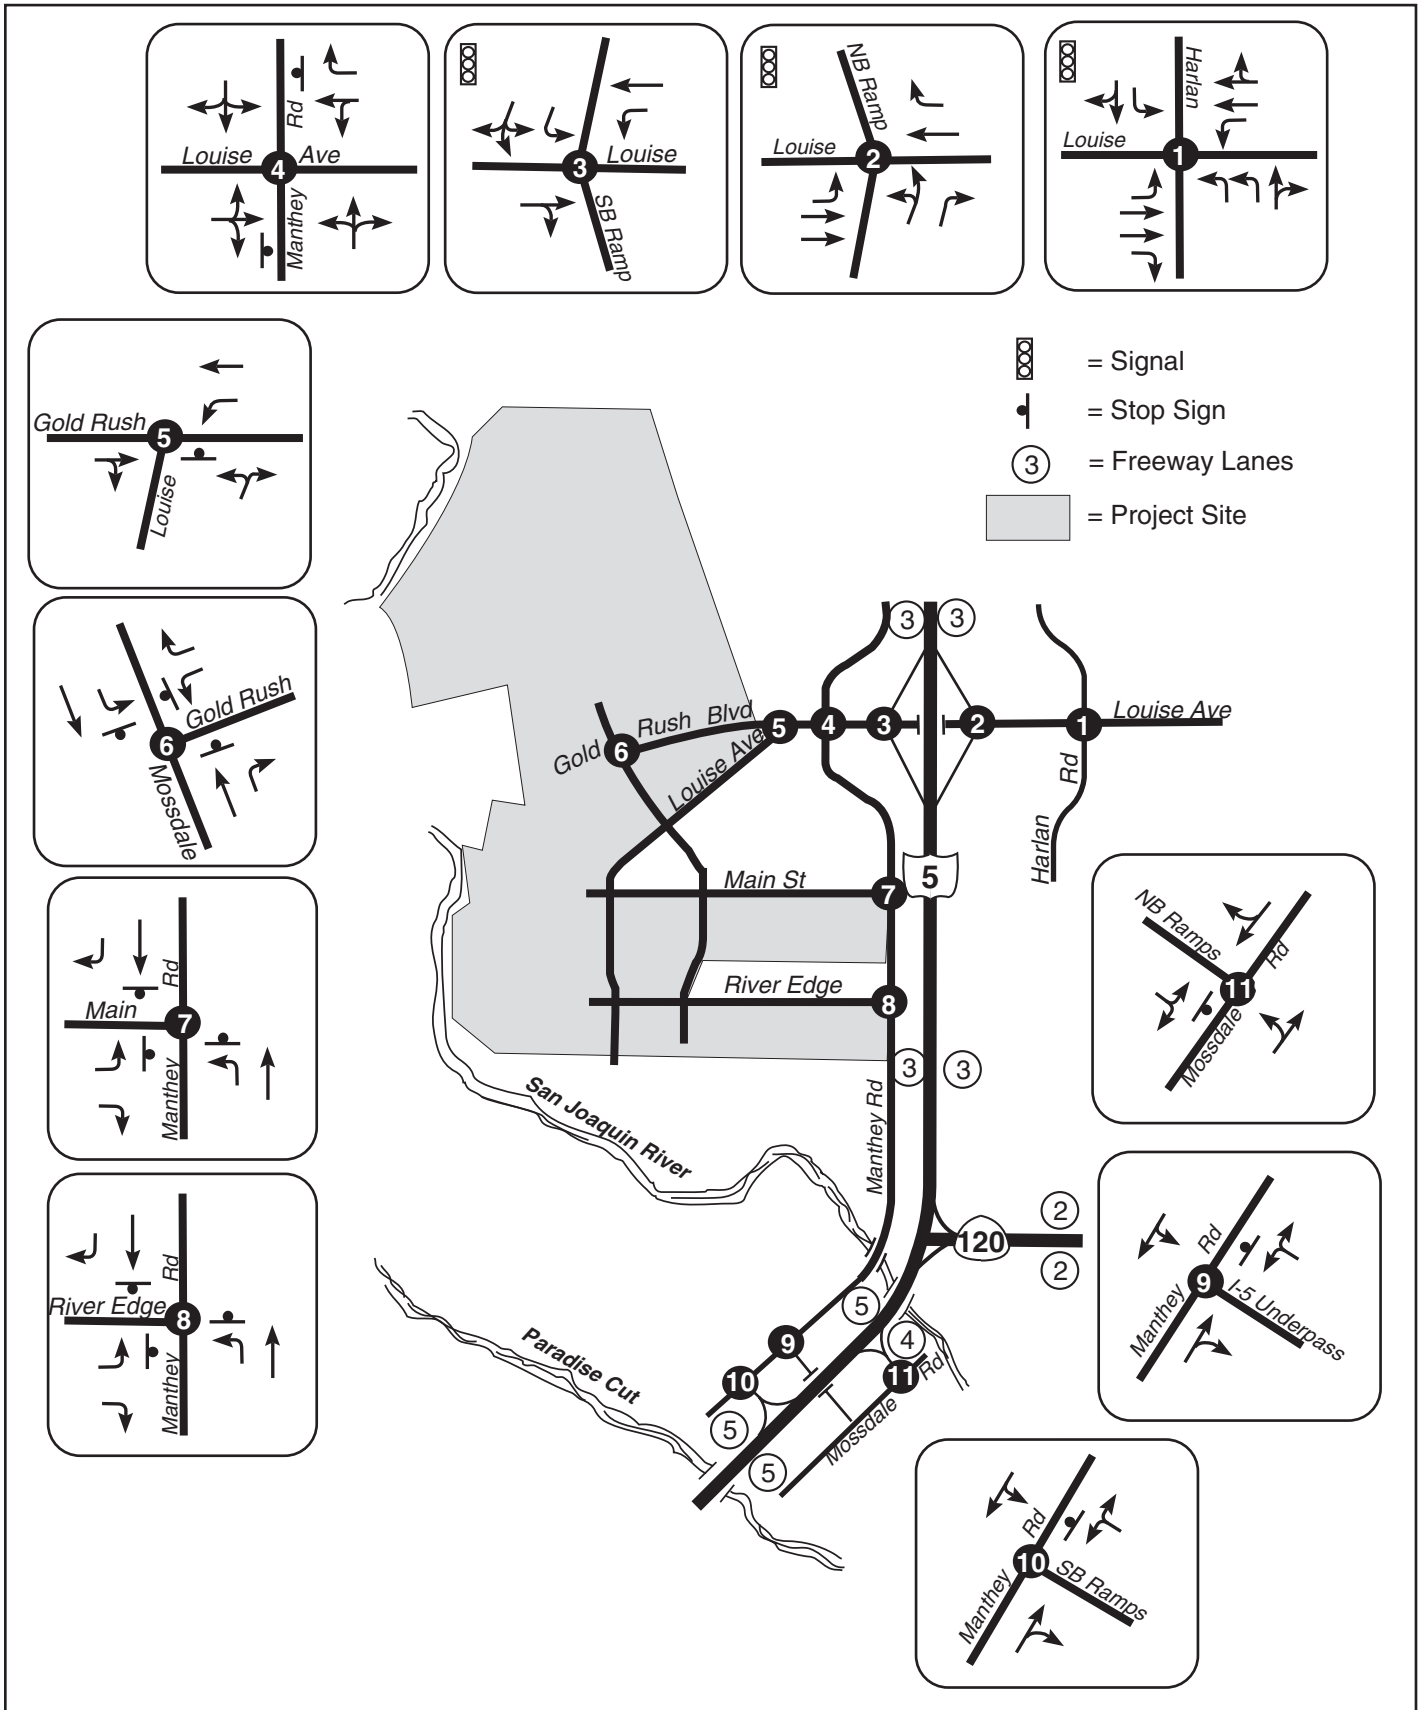 Rd
Louise
Ave
4
Manthey
3
Louise
SB Ramp
NB Ramp
Louise
2
Harlan
Louise
1
Gold Rush
5
Louise
Gold Rush
6
Mossdale
Rd
Main
7
Manthey
Rd
River Edge
8
Manthey
= Signal
= Stop Sign
3 = Freeway Lanes
= Project Site
3
3
Louise Ave
Gold Rush Blvd
6
5
4
3
2
1
Louise Ave
Rd
Harlan
Main St
7
5
River Edge
8
3
3
Manthey Rd
San Joaquin River
120
2
2
5
4
9
10
11
Rd
Mossdale
5
5
Paradise Cut
NB Ramps
Rd
11
Mossdale
Rd
9
I-5 Underpass
Manthey
Rd
10
SB Ramps
Manthey